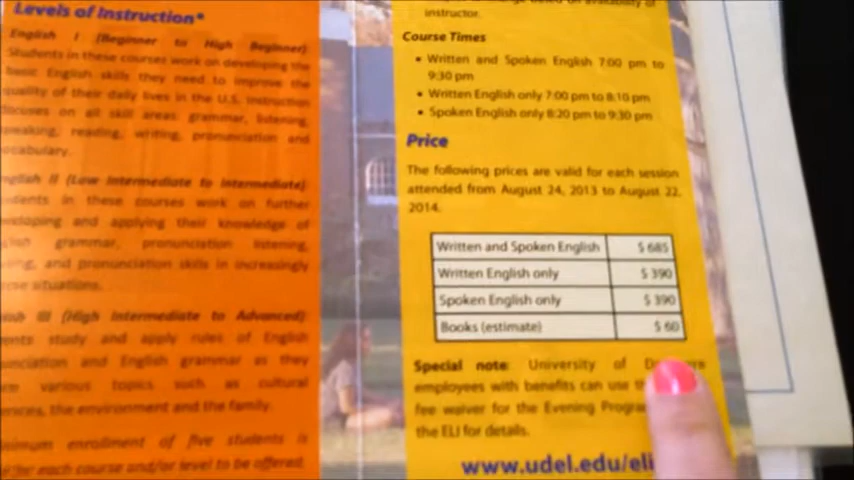 Levels of Instruction*
English I (Beginner to High Beginner)
Students in these courses work on developing the
basic English skills they need to improve the
quality of their daily lives in the U.S. Instruction
focuses on all skill areas: grammar, listening,
speaking, reading, writing, pronunciation and
vocabulary.
English II (Low Intermediate to Intermediate)
Students in these courses work on further
developing and applying their knowledge of
grammar, pronunciation listening,
and pronunciation skills in increasingly
situations.
III (High Intermediate to Advanced)
study and apply rules of English
and English grammar as they
various topics such as cultural
the environment and the family.
enrollment of five students is
for each course and/or level to be offered.
based on availability of
instructor.
Course Times
• Written and Spoken English 7:00 pm to
9:30 pm
• Written English only 7:00 pm to 8:10 pm
• Spoken English only 8:20 pm to 9:30 pm
Price
The following prices are valid for each session
attended from August 24, 2013 to August 22,
2014.
Written and Spoken English $ 685
Written English only $ 390
Spoken English only $ 390
Books (estimate) $ 60
Special note: University of
employees with benefits can use
fee waiver for the Evening
the ELI for details.
www.udel.edu/eli